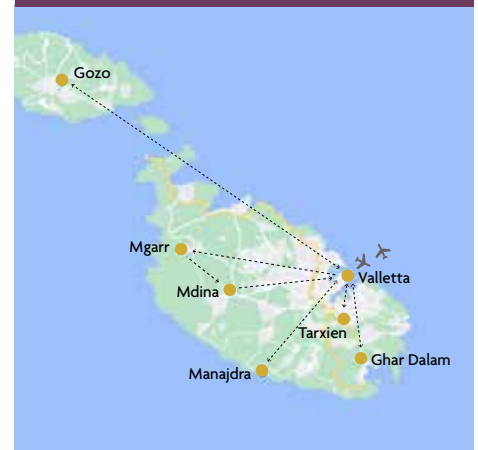 Gozo
Mgarr
Valletta
Mdina
Tarxien
Ghar Dalam
Manajdra